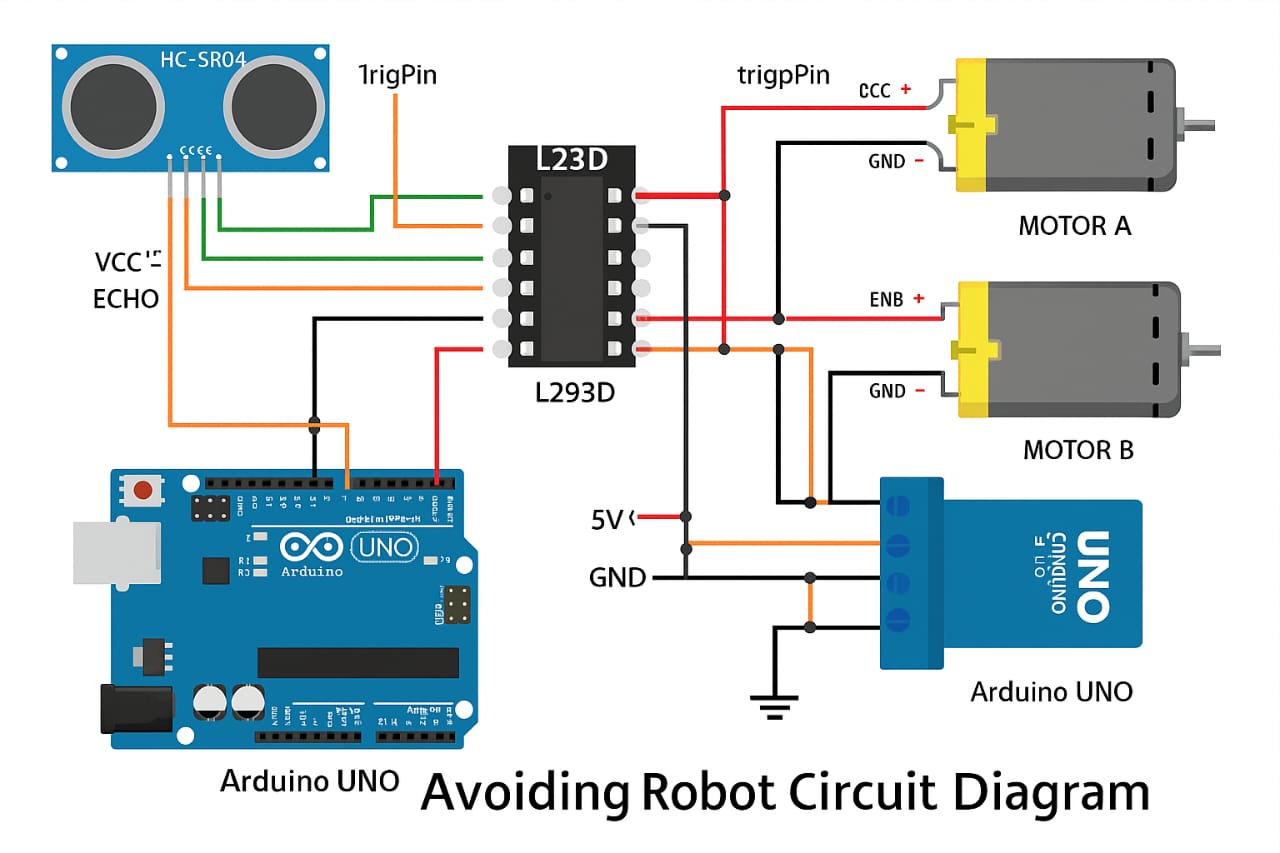 HC-SR04
1rigPin
trigpPin
CCC +
GND -
MOTOR A
L23D
L293D
VCC
ECHO
ENB +
GND -
MOTOR B
5V
GND
UNO
Arduino
UNO
Arduino UNO
Arduino UNO
Avoiding Robot Circuit Diagram